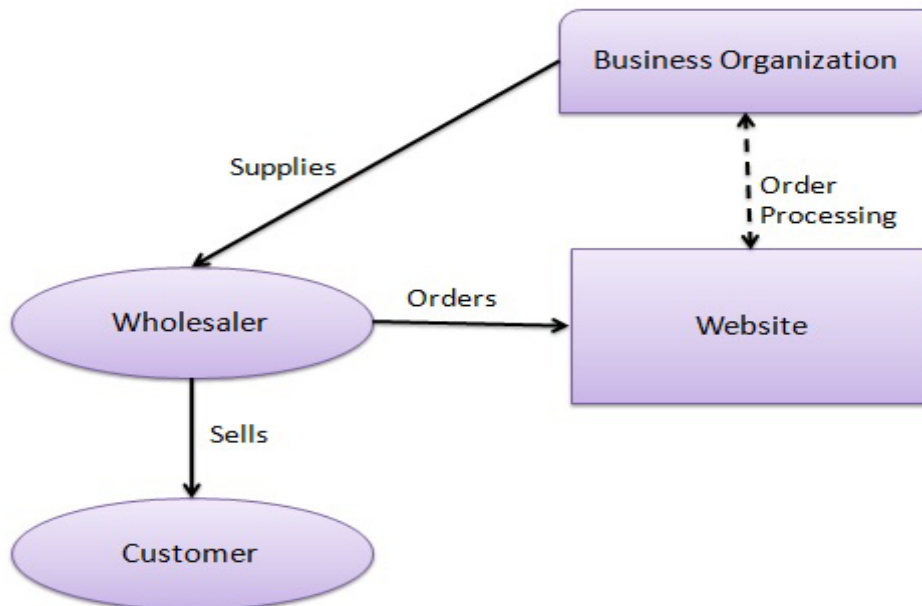 Business Organization
Supplies
Order
Processing
Wholesaler
Orders
Website
Sells
Customer